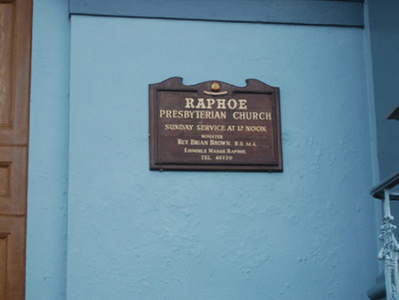 RAPHOE
PRESBYTERIAN CHURCH
SUNDAY SERVICE AT 12 NOON
MINISTER
REV BRIAN BROWN B.D. M.A.
MANSE RAPHOE
TEL